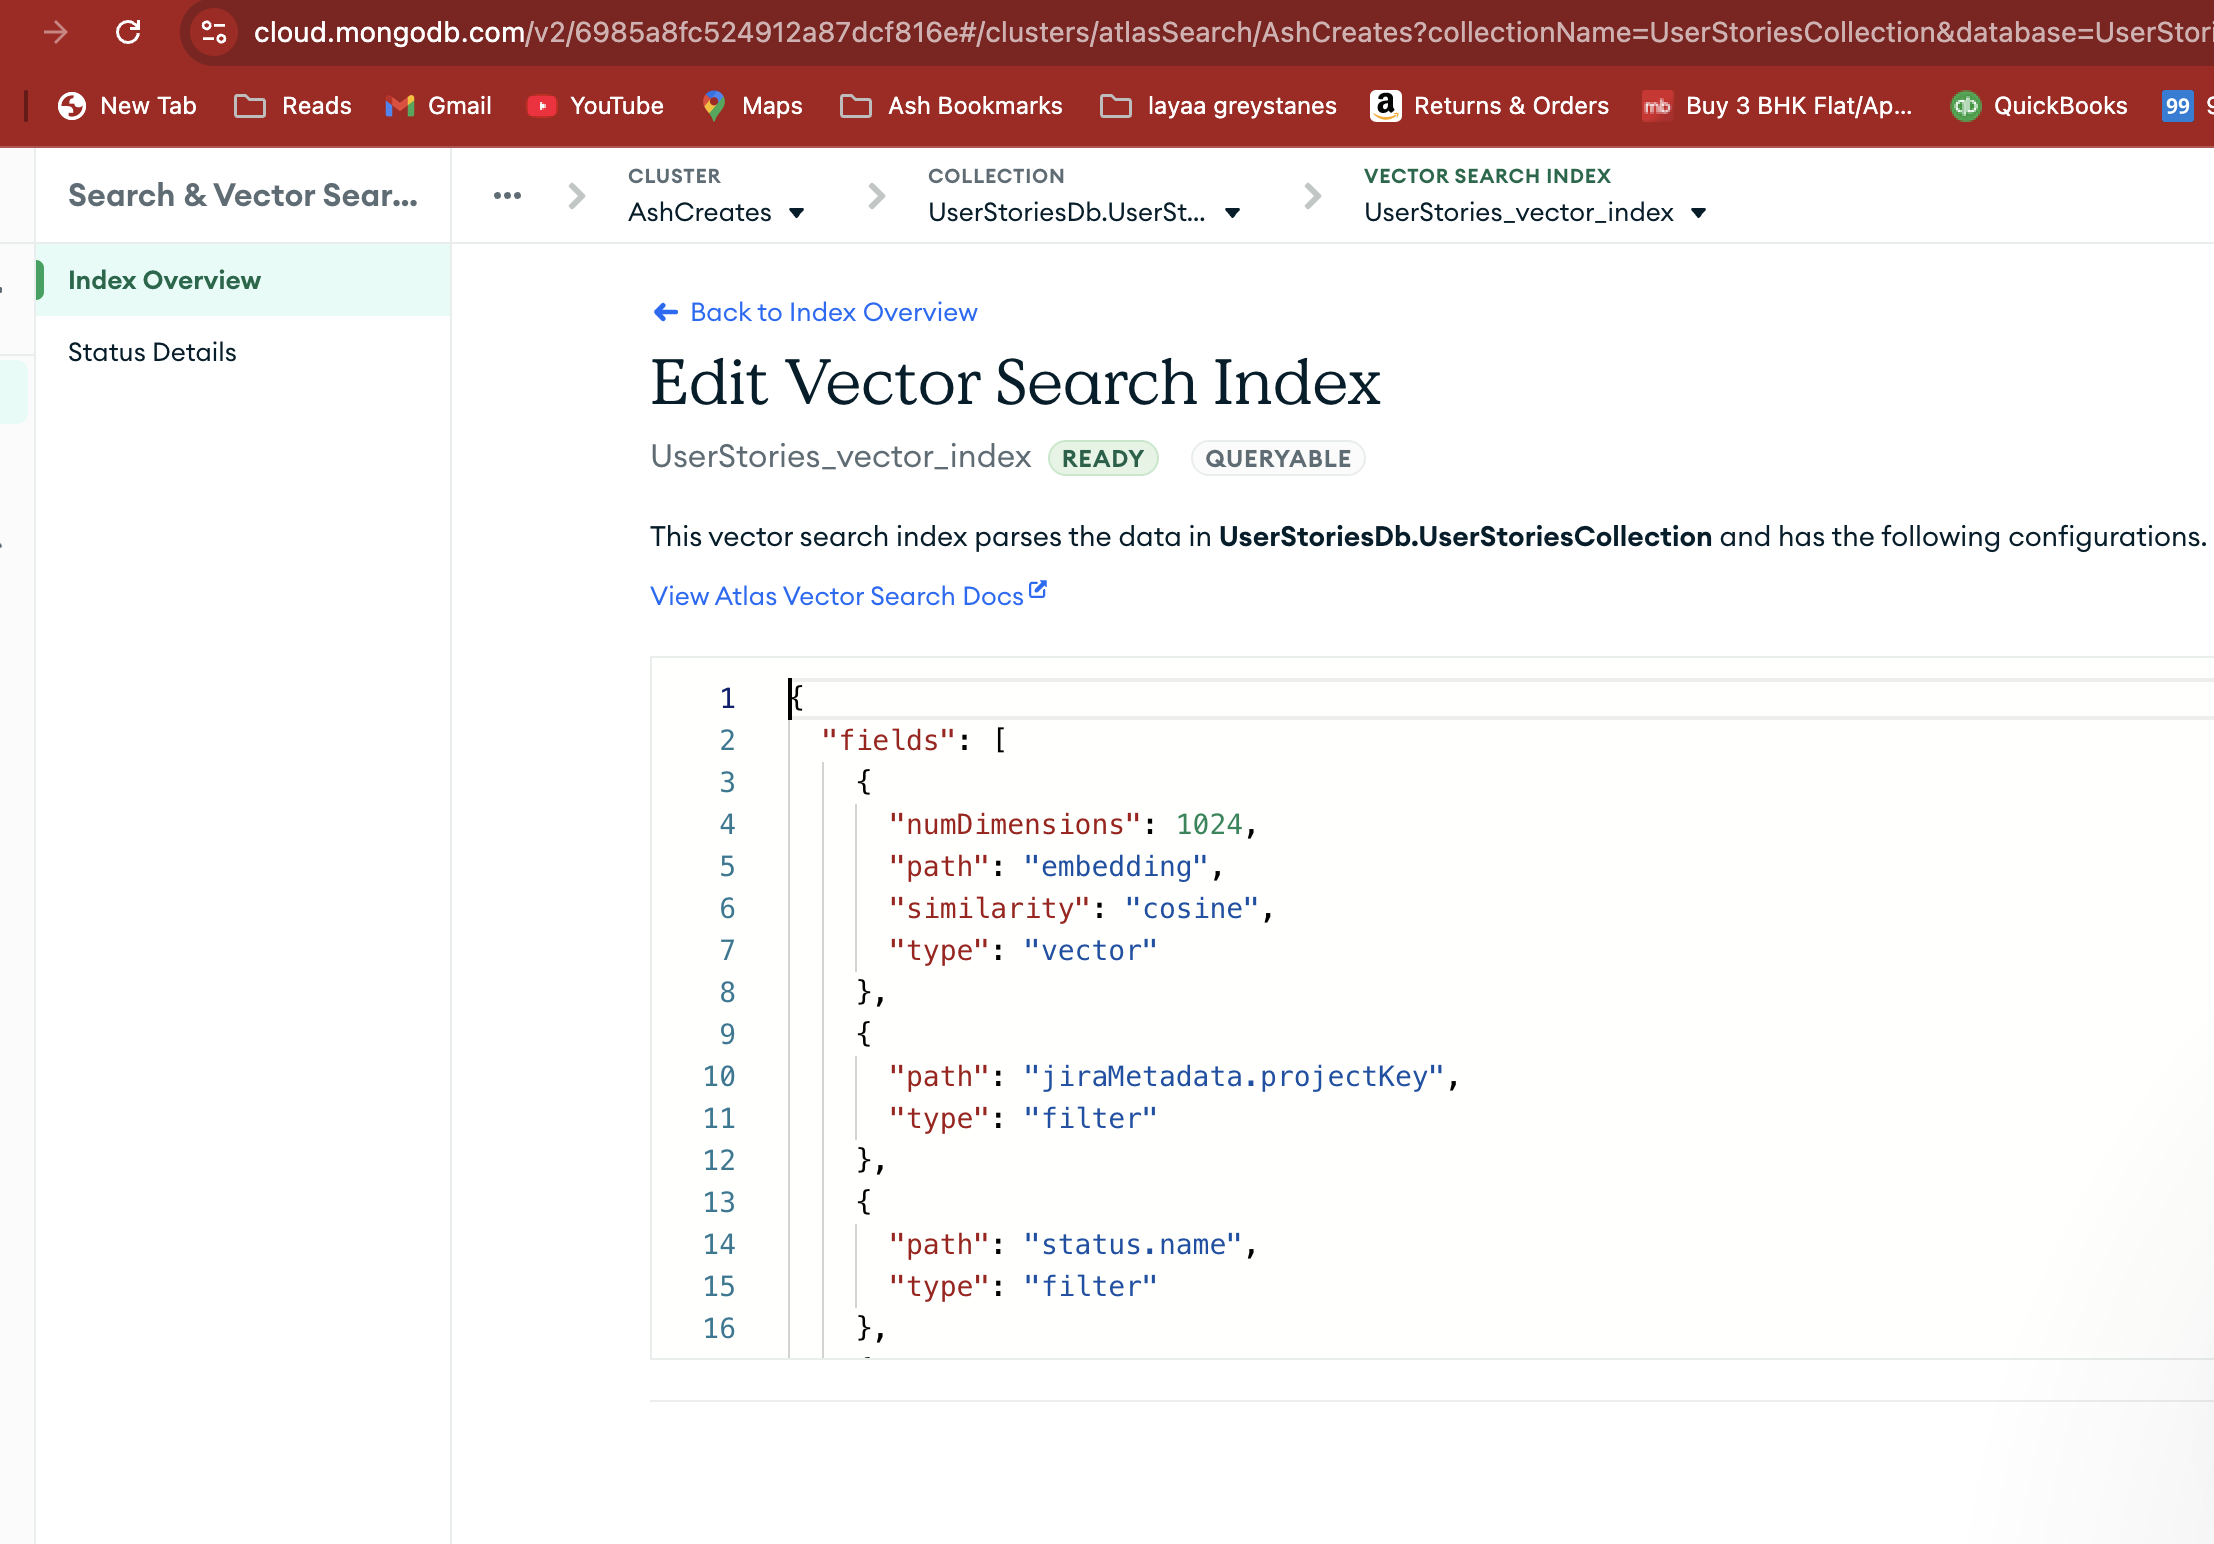 cloud.mongodb.com/v2/6985a8fc524912a87dcf816e#/clusters/atlasSearch/AshCreates?collectionName=UserStoriesCollection&database=UserStori
New Tab Reads Gmail YouTube Maps Ash Bookmarks layaa greystanes Returns & Orders mb Buy 3 BHK Flat/Ap... qb QuickBooks 99
Search & Vector Sear...
Index Overview
Status Details
CLUSTER
AshCreates
COLLECTION
UserStoriesDb.UserSt...
VECTOR SEARCH INDEX
UserStories_vector_index
Back to Index Overview
Edit Vector Search Index
UserStories_vector_index READY QUERYABLE
This vector search index parses the data in UserStoriesDb.UserStoriesCollection and has the following configurations.
View Atlas Vector Search Docs
1 {
2 "fields": [
3 {
4 "numDimensions": 1024,
5 "path": "embedding",
6 "similarity": "cosine",
7 "type": "vector"
8 },
9 {
10 "path": "jiraMetadata.projectKey",
11 "type": "filter"
12 },
13 {
14 "path": "status.name",
15 "type": "filter"
16 },